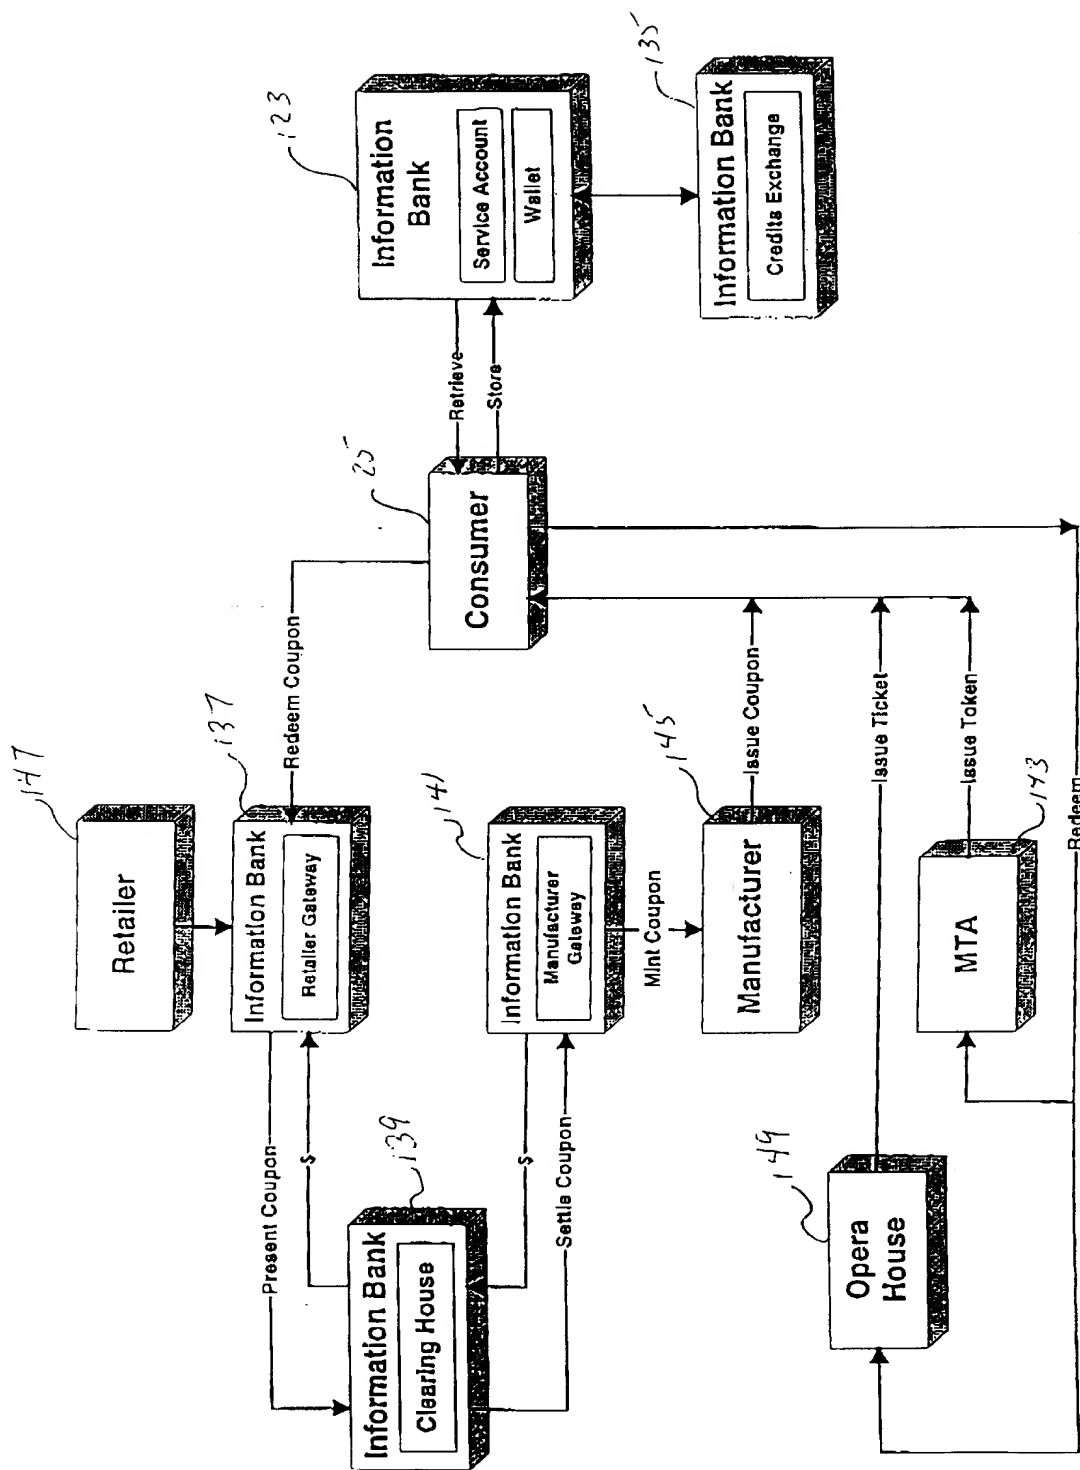 147
Retailer
137
Information Bank
Retailer Gateway
Redeem Coupon
Present Coupon
$
139
Information Bank
Clearing House
$
Settle Coupon
141
Information Bank
Manufacturer
Gateway
Mint Coupon
145
Manufacturer
Issue Coupon
25
Consumer
Retrieve
Store
123
Information
Bank
Service Account
Wallet
135
Information Bank
Credits Exchange
149
Opera
House
Issue Ticket
MTA
143
Issue Token
Redeem